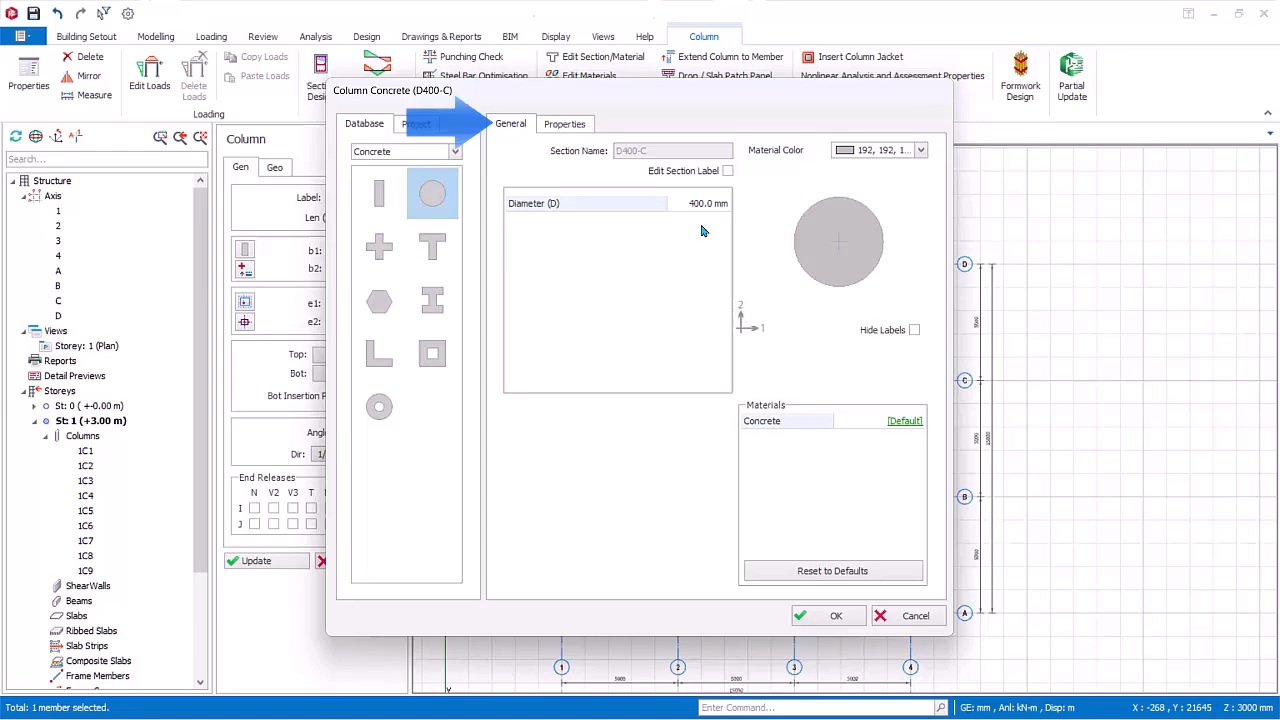 Building Setout Modelling Loading Review Analysis Design Drawings & Reports BIM Display Views Help Column
Properties
Delete
Mirror
Measure
Edit Loads
Delete
Loads
Copy Loads
Paste Loads
Loading
Punching Check
Steel Bar Optimisation
Edit Section/Material
Edit Materials
Extend Column to Member
Drop / Slab Patch Panel
Insert Column Jacket
Nonlinear Analysis and Assessment Properties
Formwork
Design
Partial
Update
Search...
Structure
Axis
1
2
3
4
A
B
C
D
Views
Storey: 1 (Plan)
Reports
Detail Previews
Storeys
St: 0 (+-0.00 m)
St: 1 (+3.00 m)
Columns
1C1
1C2
1C3
1C4
1C5
1C6
1C7
1C8
1C9
ShearWalls
Beams
Slabs
Ribbed Slabs
Slab Strips
Composite Slabs
Frame Members
Column
Gen Geo
Label:
Len (
b1:
b2:
e1:
e2:
Top:
Bot:
Bot Insertion P
Angl
Dir: 1/
End Releases
N V2 V3 T
I
J
Update
Column Concrete (D400-C)
Database Project
Concrete
General Properties
Section Name: D400-C
Edit Section Label
Material Color 192, 192, 1...
Diameter (D) 400.0 mm
2
1
Hide Labels
Materials
Concrete [Default]
Reset to Defaults
OK Cancel
D
C
B
A
1 2 3 4
Y
Total: 1 member selected.
Enter Command...
GE: mm , Anl: kN-m , Disp: m
X : -268 , Y : 21645 Z : 3000 mm